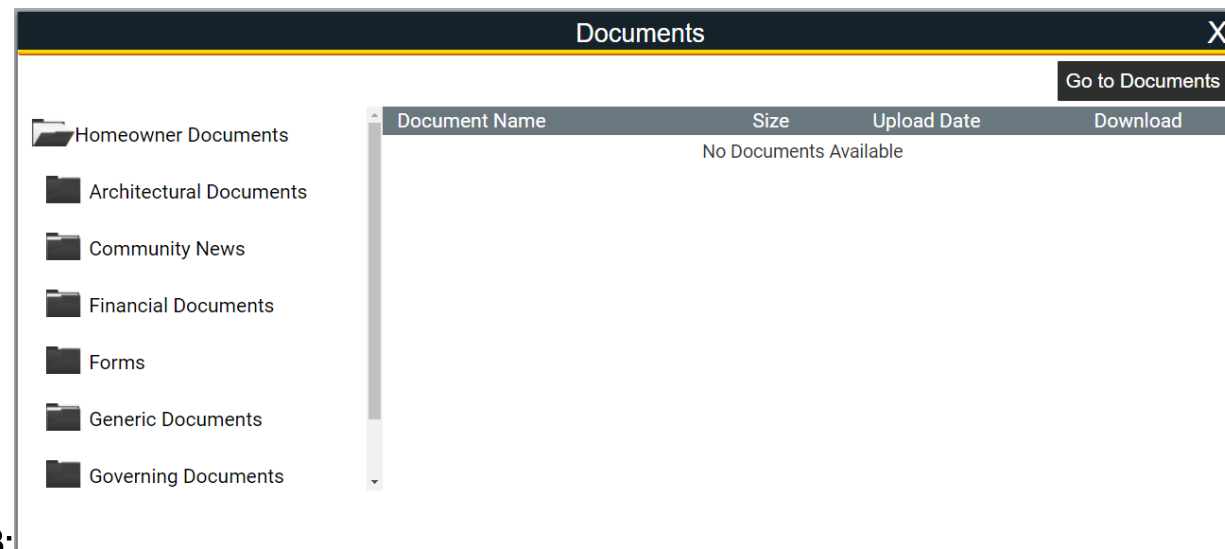 Documents X
Go to Documents
Homeowner Documents
Document Name Size Upload Date Download
No Documents Available
Architectural Documents
Community News
Financial Documents
Forms
Generic Documents
Governing Documents